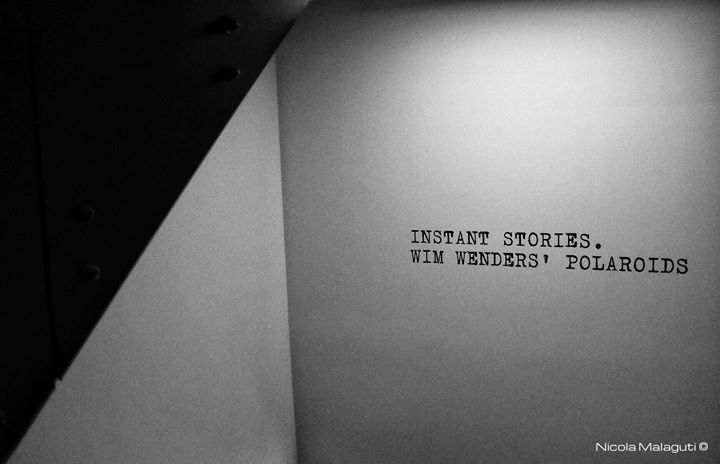 INSTANT STORIES.
WIM WENDERS' POLAROIDS
Nicola Malaguti ©